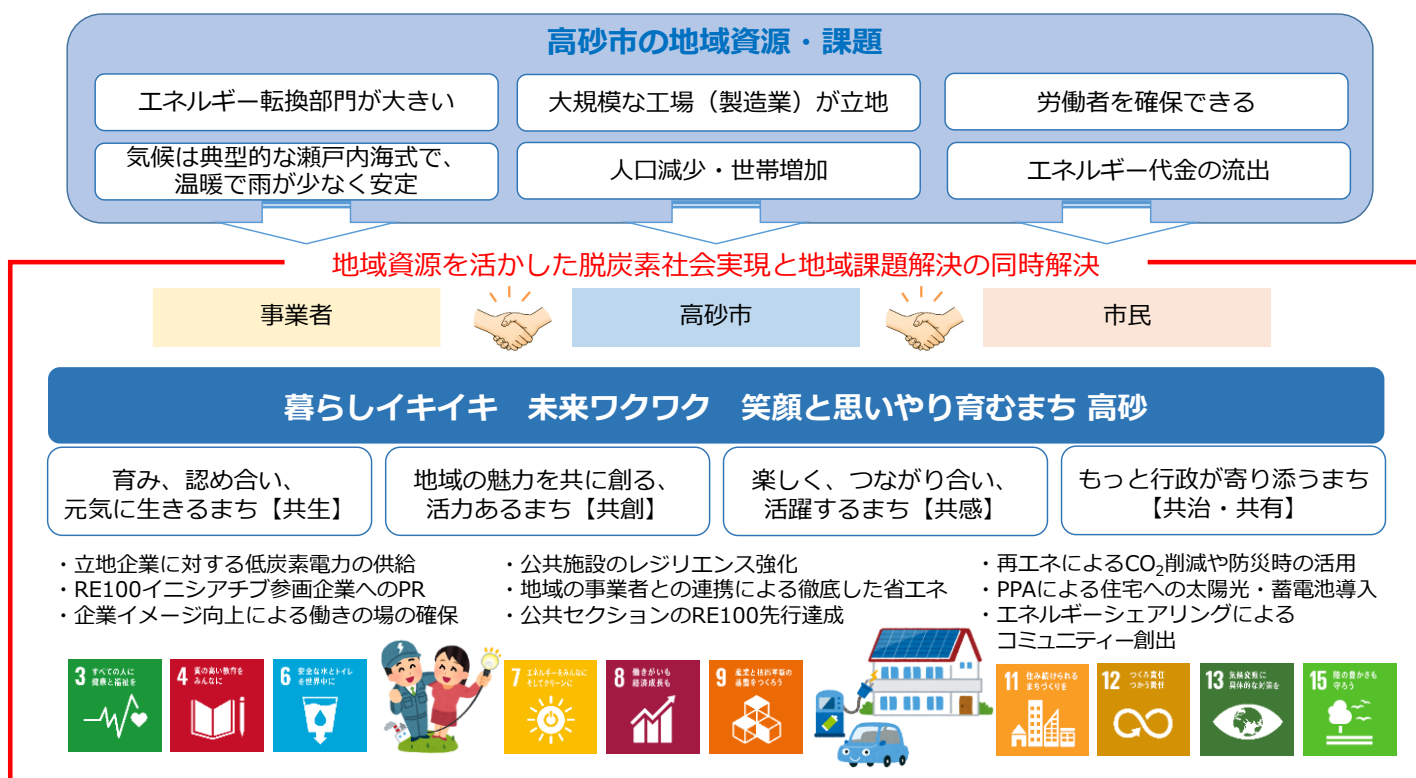 高砂市の地域資源・課題
エネルギー転換部門が大きい
大規模な工場（製造業）が立地
労働者を確保できる
気候は典型的な瀬戸内海式で、
温暖で雨が少なく安定
人口減少・世帯増加
エネルギー代金の流出
地域資源を活かした脱炭素社会実現と地域課題解決の同時解決
事業者
高砂市
市民
暮らしイキイキ　未来ワクワク　笑顔と思いやり育むまち 高砂
育み、認め合い、
元気に生きるまち【共生】
地域の魅力を共に創る、
活力あるまち【共創】
楽しく、つながり合い、
活躍するまち【共感】
もっと行政が寄り添うまち
【共治・共有】
・立地企業に対する低炭素電力の供給
・RE100イニシアチブ参画企業へのPR
・企業イメージ向上による働きの場の確保
・公共施設のレジリエンス強化
・地域の事業者との連携による徹底した省エネ
・公共セクションのRE100先行達成
・再エネによるCO₂削減や防災時の活用
・PPAによる住宅への太陽光・蓄電池導入
・エネルギーシェアリングによる
コミュニティー創出
3 すべての人に
健康と福祉を
4 質の高い教育を
みんなに
6 安全な水とトイレ
を世界中に
7 エネルギーをみんなに
そしてクリーンに
8 働きがいも
経済成長も
9 産業と技術革新の
基盤をつくろう
11 住み続けられる
まちづくりを
12 つくる責任
つかう責任
13 気候変動に
具体的な対策を
15 陸の豊かさも
守ろう